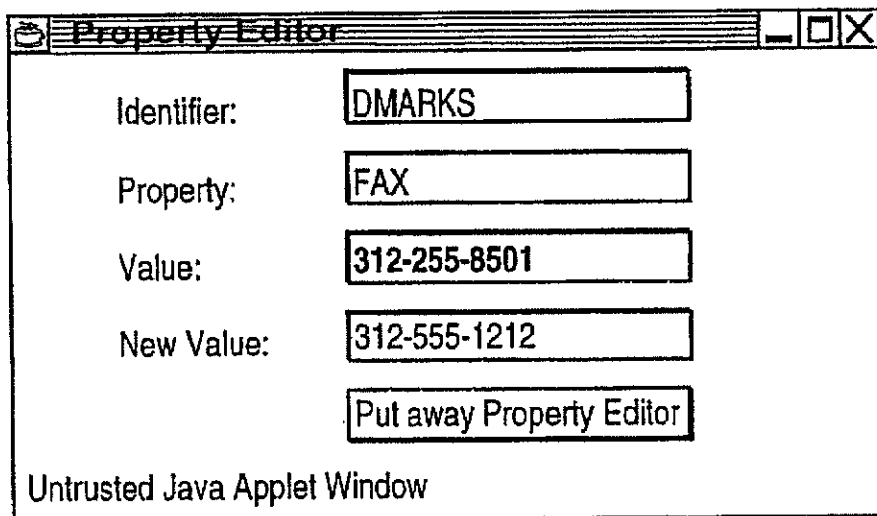 Property Editor
Identifier: DMARKS
Property: FAX
Value: 312-255-8501
New Value: 312-555-1212
Put away Property Editor
Untrusted Java Applet Window